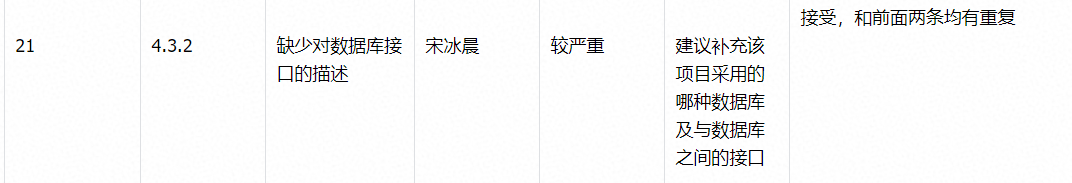 接受，和前面两条均有重复
21
4.3.2
缺少对数据库接
口的描述
宋冰晨
较严重
建议补充该
项目采用的
哪种数据库
及与数据库
之间的接口